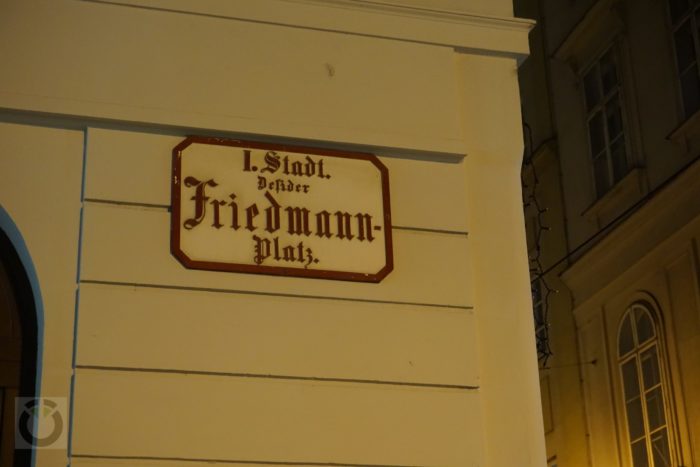 I. Stadt.
Desider
Friedmann-
Platz.